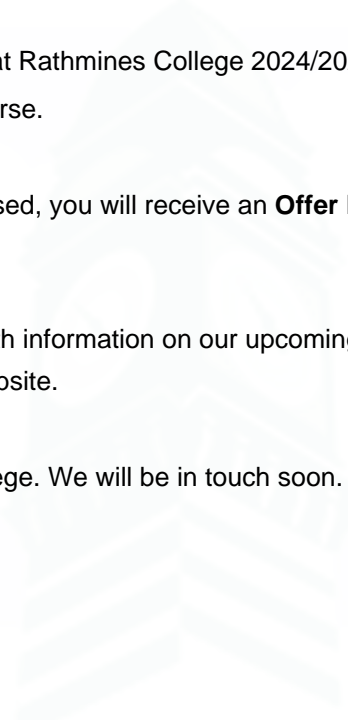 at Rathmines College 2024/20
rse.
sed, you will receive an Offer
h information on our upcoming
osite.
ege. We will be in touch soon.